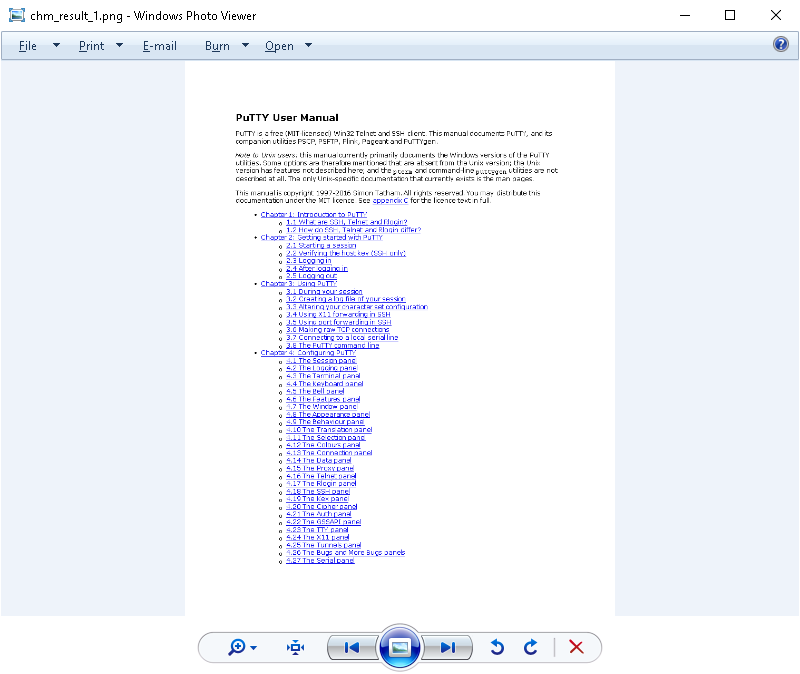 chm_result_1.png - Windows Photo Viewer
File Print E-mail Burn Open
PuTTY User Manual
PuTTY is a free (MIT-licensed) Win32 Telnet and SSH client. This manual documents PuTTY, and its
companion utilities PSCP, PSFTP, Plink, Pageant and PuTTYgen.
Note to Unix users: this manual currently primarily documents the Windows versions of the PuTTY
utilities. Some options are therefore mentioned that are absent from the Unix version; the Unix
version has features not described here; and the pterm and command-line puttygen utilities are not
described at all. The only Unix-specific documentation that currently exists is the man pages.
This manual is copyright 1997-2016 Simon Tatham. All rights reserved. You may distribute this
documentation under the MIT licence. See appendix C for the licence text in full.
• Chapter 1: Introduction to PuTTY
o 1.1 What are SSH, Telnet and Rlogin?
o 1.2 How do SSH, Telnet and Rlogin differ?
• Chapter 2: Getting started with PuTTY
o 2.1 Starting a session
o 2.2 Verifying the host key (SSH only)
o 2.3 Logging in
o 2.4 After logging in
o 2.5 Logging out
• Chapter 3: Using PuTTY
o 3.1 During your session
o 3.2 Creating a log file of your session
o 3.3 Altering your character set configuration
o 3.4 Using X11 forwarding in SSH
o 3.5 Using port forwarding in SSH
o 3.6 Making raw TCP connections
o 3.7 Connecting to a local serial line
o 3.8 The PuTTY command line
• Chapter 4: Configuring PuTTY
o 4.1 The Session panel
o 4.2 The Logging panel
o 4.3 The Terminal panel
o 4.4 The Keyboard panel
o 4.5 The Bell panel
o 4.6 The Features panel
o 4.7 The Window panel
o 4.8 The Appearance panel
o 4.9 The Behaviour panel
o 4.10 The Translation panel
o 4.11 The Selection panel
o 4.12 The Colours panel
o 4.13 The Connection panel
o 4.14 The Data panel
o 4.15 The Proxy panel
o 4.16 The Telnet panel
o 4.17 The Rlogin panel
o 4.18 The SSH panel
o 4.19 The Kex panel
o 4.20 The Cipher panel
o 4.21 The Auth panel
o 4.22 The GSSAPI panel
o 4.23 The TTY panel
o 4.24 The X11 panel
o 4.25 The Tunnels panel
o 4.26 The Bugs and More Bugs panels
o 4.27 The Serial panel